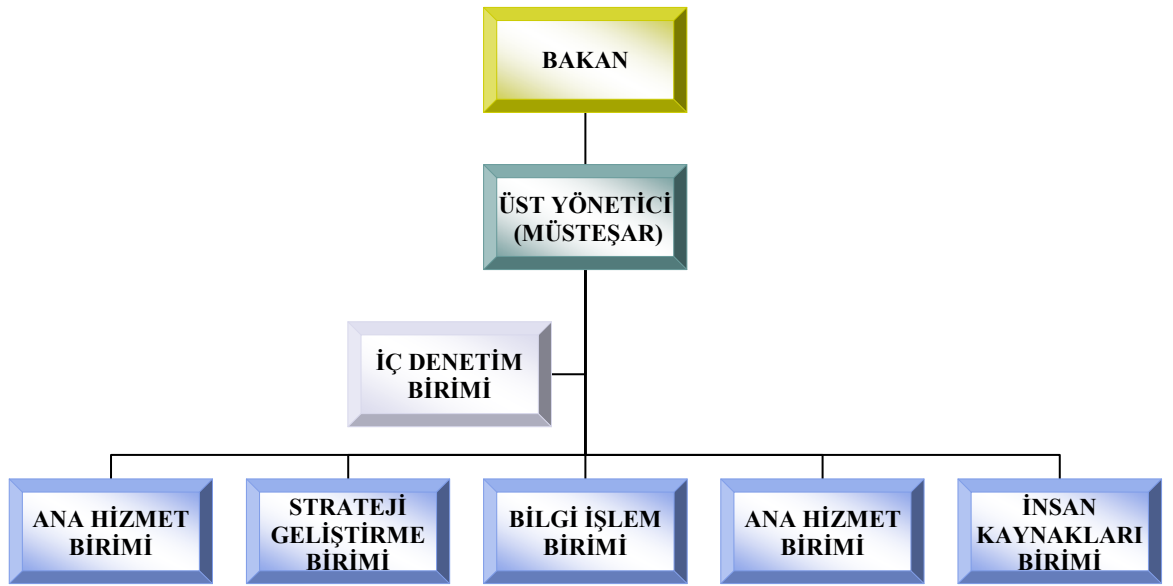 BAKAN
ÜST YÖNETİCİ
(MÜSTEŞAR)
İÇ DENETİM
BİRİMİ
ANA HİZMET
BİRİMİ
STRATEJİ
GELİŞTİRME
BİRİMİ
BİLGİ İŞLEM
BİRİMİ
ANA HİZMET
BİRİMİ
İNSAN
KAYNAKLARI
BİRİMİ